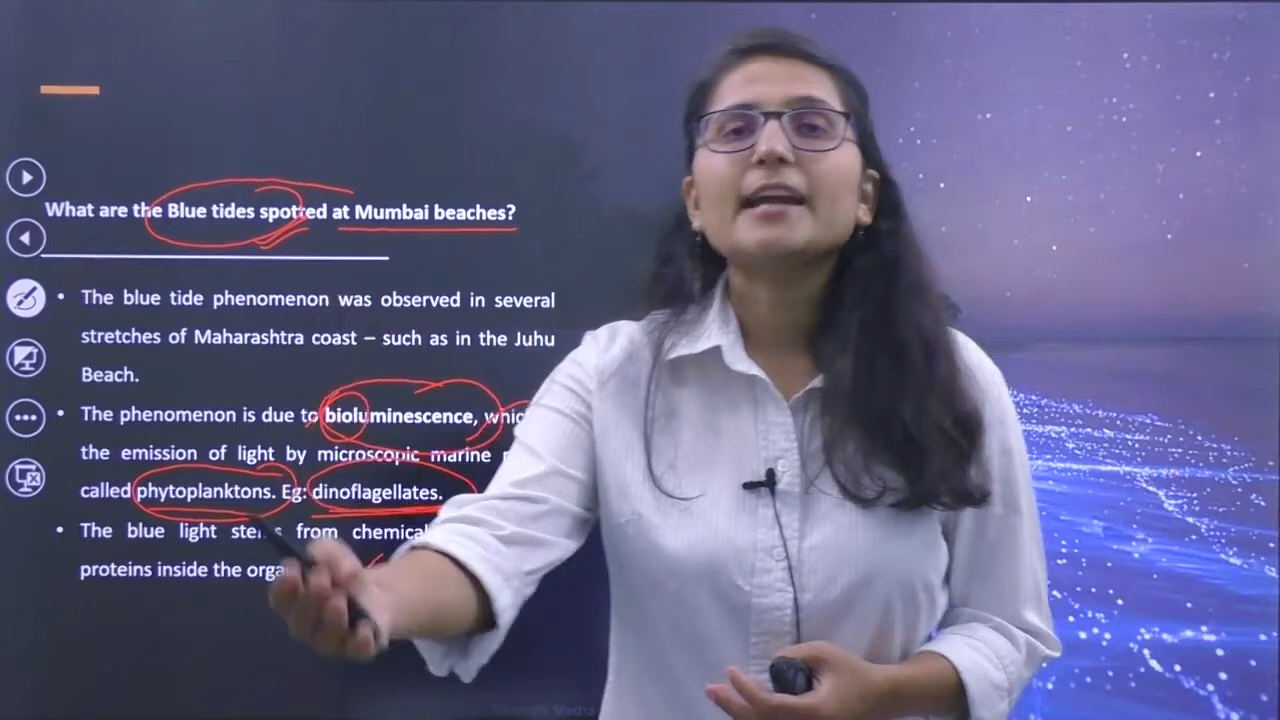 What are the Blue tides spotted at Mumbai beaches?
• The blue tide phenomenon was observed in several
stretches of Maharashtra coast – such as in the Juhu
Beach.
• The phenomenon is due to bioluminescence,
the emission of light by microscopic marine
called phytoplanktons. Eg: dinoflagellates.
• The blue light from
proteins inside the